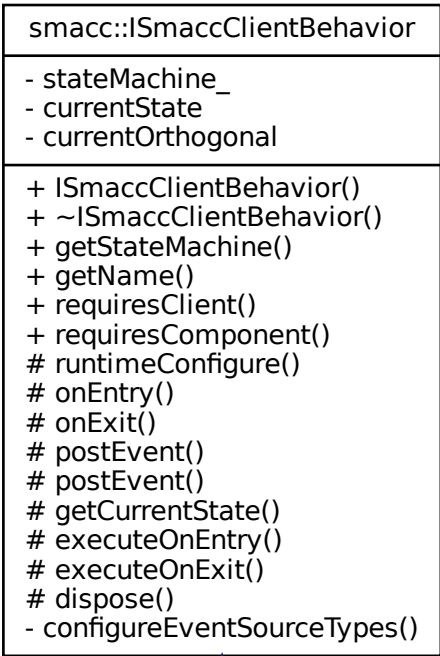 smacc::ISmaccClientBehavior
- stateMachine_
- currentState
- currentOrthogonal
+ ISmaccClientBehavior()
+ ~ISmaccClientBehavior()
+ getStateMachine()
+ getName()
+ requiresClient()
+ requiresComponent()
# runtimeConfigure()
# onEntry()
# onExit()
# postEvent()
# postEvent()
# getCurrentState()
# executeOnEntry()
# executeOnExit()
# dispose()
- configureEventSourceTypes()